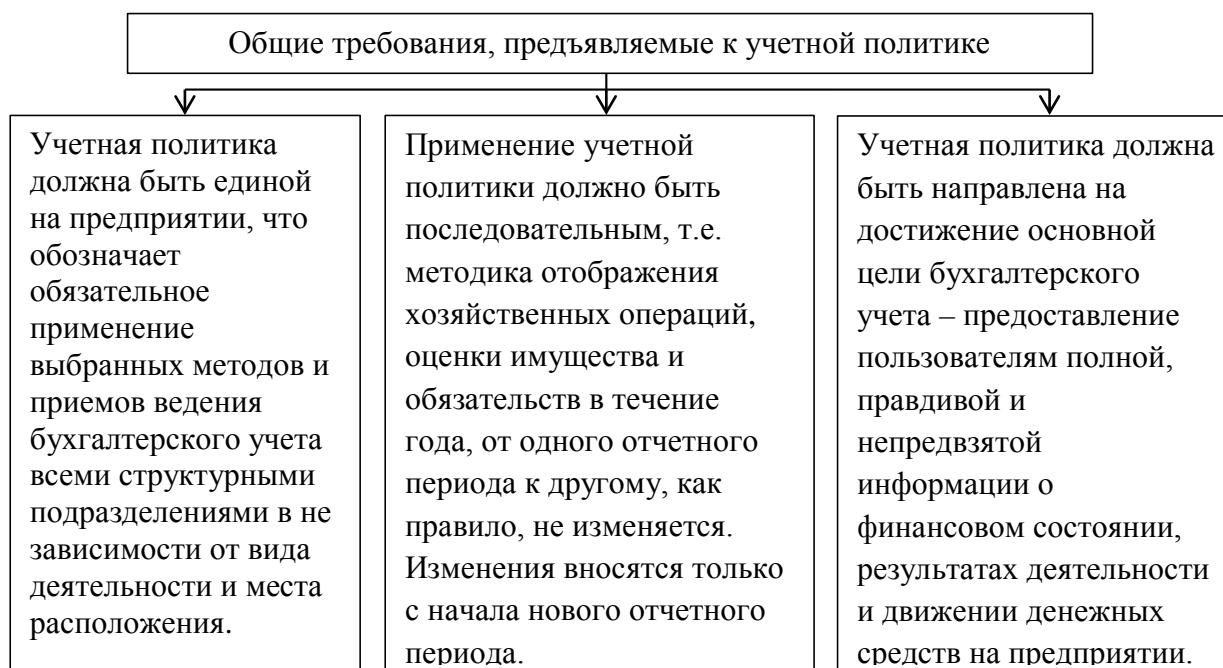 Общие требования, предъявляемые к учетной политике
Учетная политика
должна быть единой
на предприятии, что
обозначает
обязательное
применение
выбранных методов и
приемов ведения
бухгалтерского учета
всеми структурными
подразделениями в не
зависимости от вида
деятельности и места
расположения.
Применение учетной
политики должно быть
последовательным, т.е.
методика отображения
хозяйственных операций,
оценки имущества и
обязательств в течение
года, от одного отчетного
периода к другому, как
правило, не изменяется.
Изменения вносятся только
с начала нового отчетного
периода.
Учетная политика должна
быть направлена на
достижение основной
цели бухгалтерского
учета – предоставление
пользователям полной,
правдивой и
непредвзятой
информации о
финансовом состоянии,
результатах деятельности
и движении денежных
средств на предприятии.